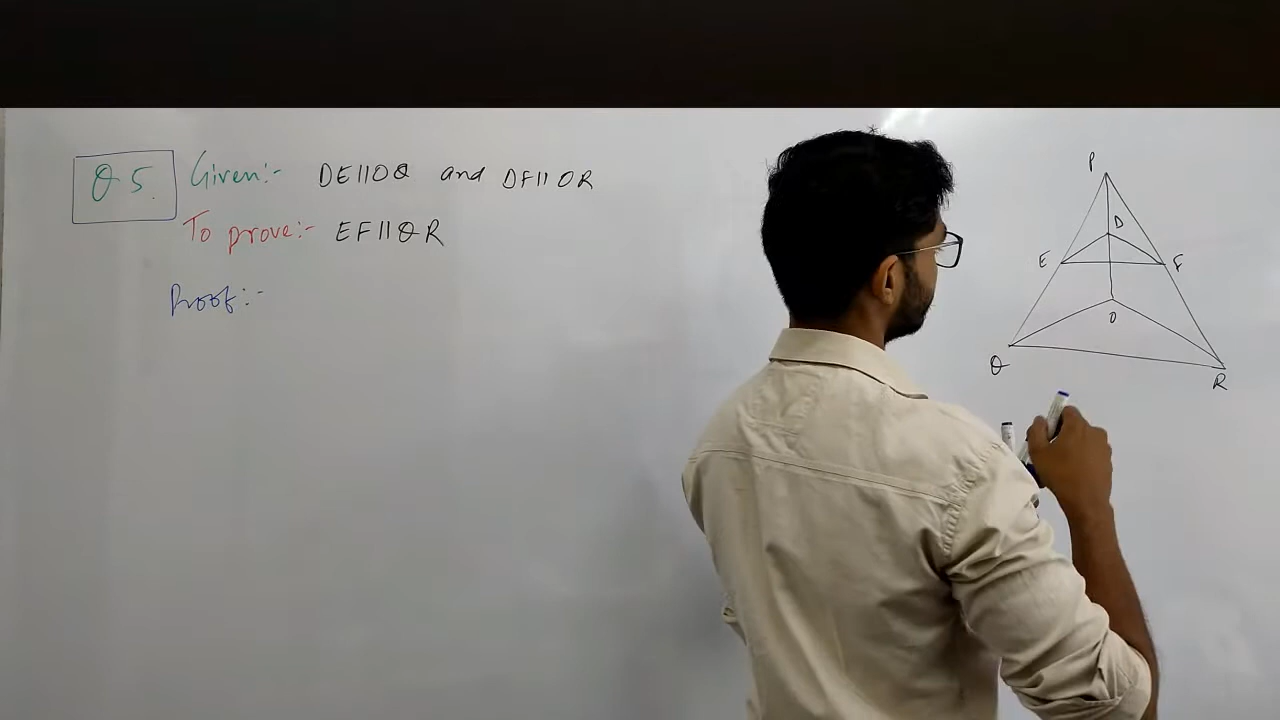 Q 5. Given:- DE||OQ and DF||OR
To prove:- EF||QR
Proof:-
P
D
E F
O
Q
R